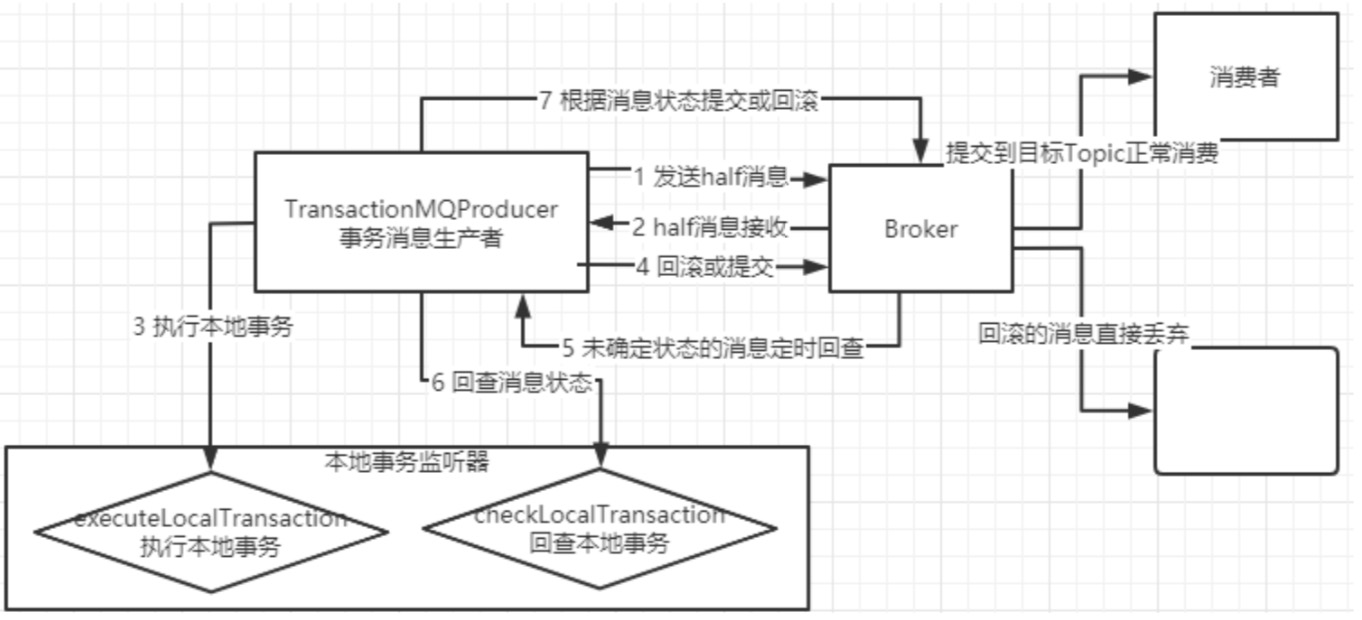 消费者
7 根据消息状态提交或回滚
提交到目标Topic正常消费
1 发送half消息
TransactionMQProducer
事务消息生产者
2 half消息接收
Broker
4 回滚或提交
3 执行本地事务
回滚的消息直接丢弃
5 未确定状态的消息定时回查
6 回查消息状态
本地事务监听器
executeLocalTransaction
执行本地事务
checkLocalTransaction
回查本地事务